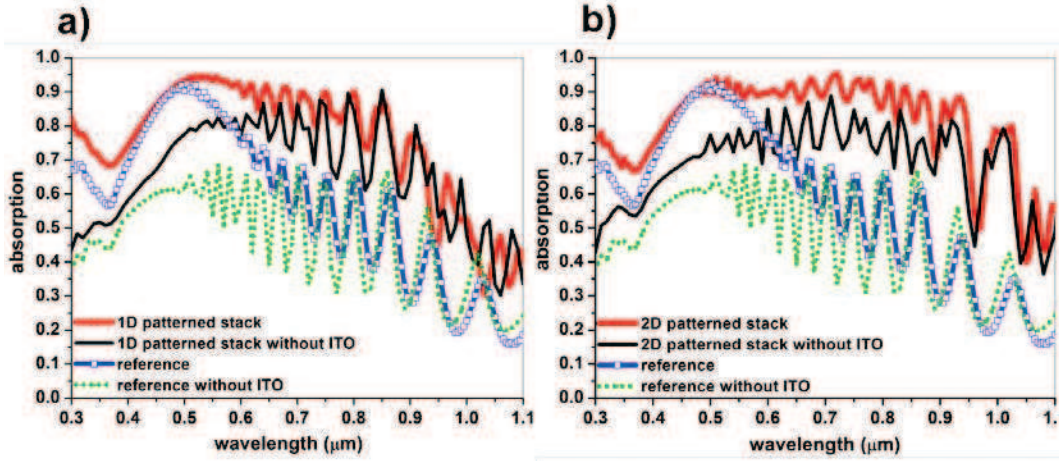 a)
1.0
0.9
0.8
0.7
0.6
0.5
0.4
0.3
0.2
0.1
0.0
absorption
1D patterned stack
1D patterned stack without ITO
reference
reference without ITO
0.3 0.4 0.5 0.6 0.7 0.8 0.9 1.0 1.1
wavelength (μm)
b)
1.0
0.9
0.8
0.7
0.6
0.5
0.4
0.3
0.2
0.1
0.0
absorption
2D patterned stack
2D patterned stack without ITO
reference
reference without ITO
0.3 0.4 0.5 0.6 0.7 0.8 0.9 1.0 1.
wavelength (μm)